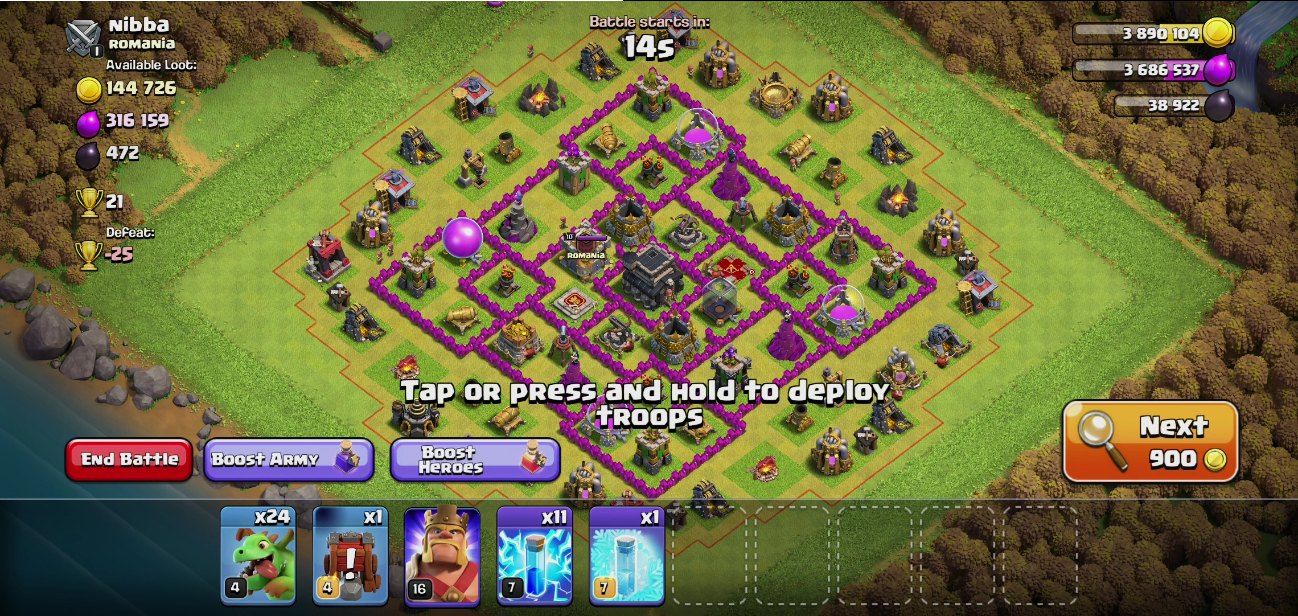 Nibba
ROMANIA
Available Loot:
144 726
316 159
472
21
Defeat:
-25
Battle starts in:
14s
3 890 104
3 686 537
38 922
10
ROMANIA
Tap or press and hold to deploy
troops
End Battle
Boost Army
Boost
Heroes
Next
900
x24
4
x1
!
4
16
x11
7
x1
7